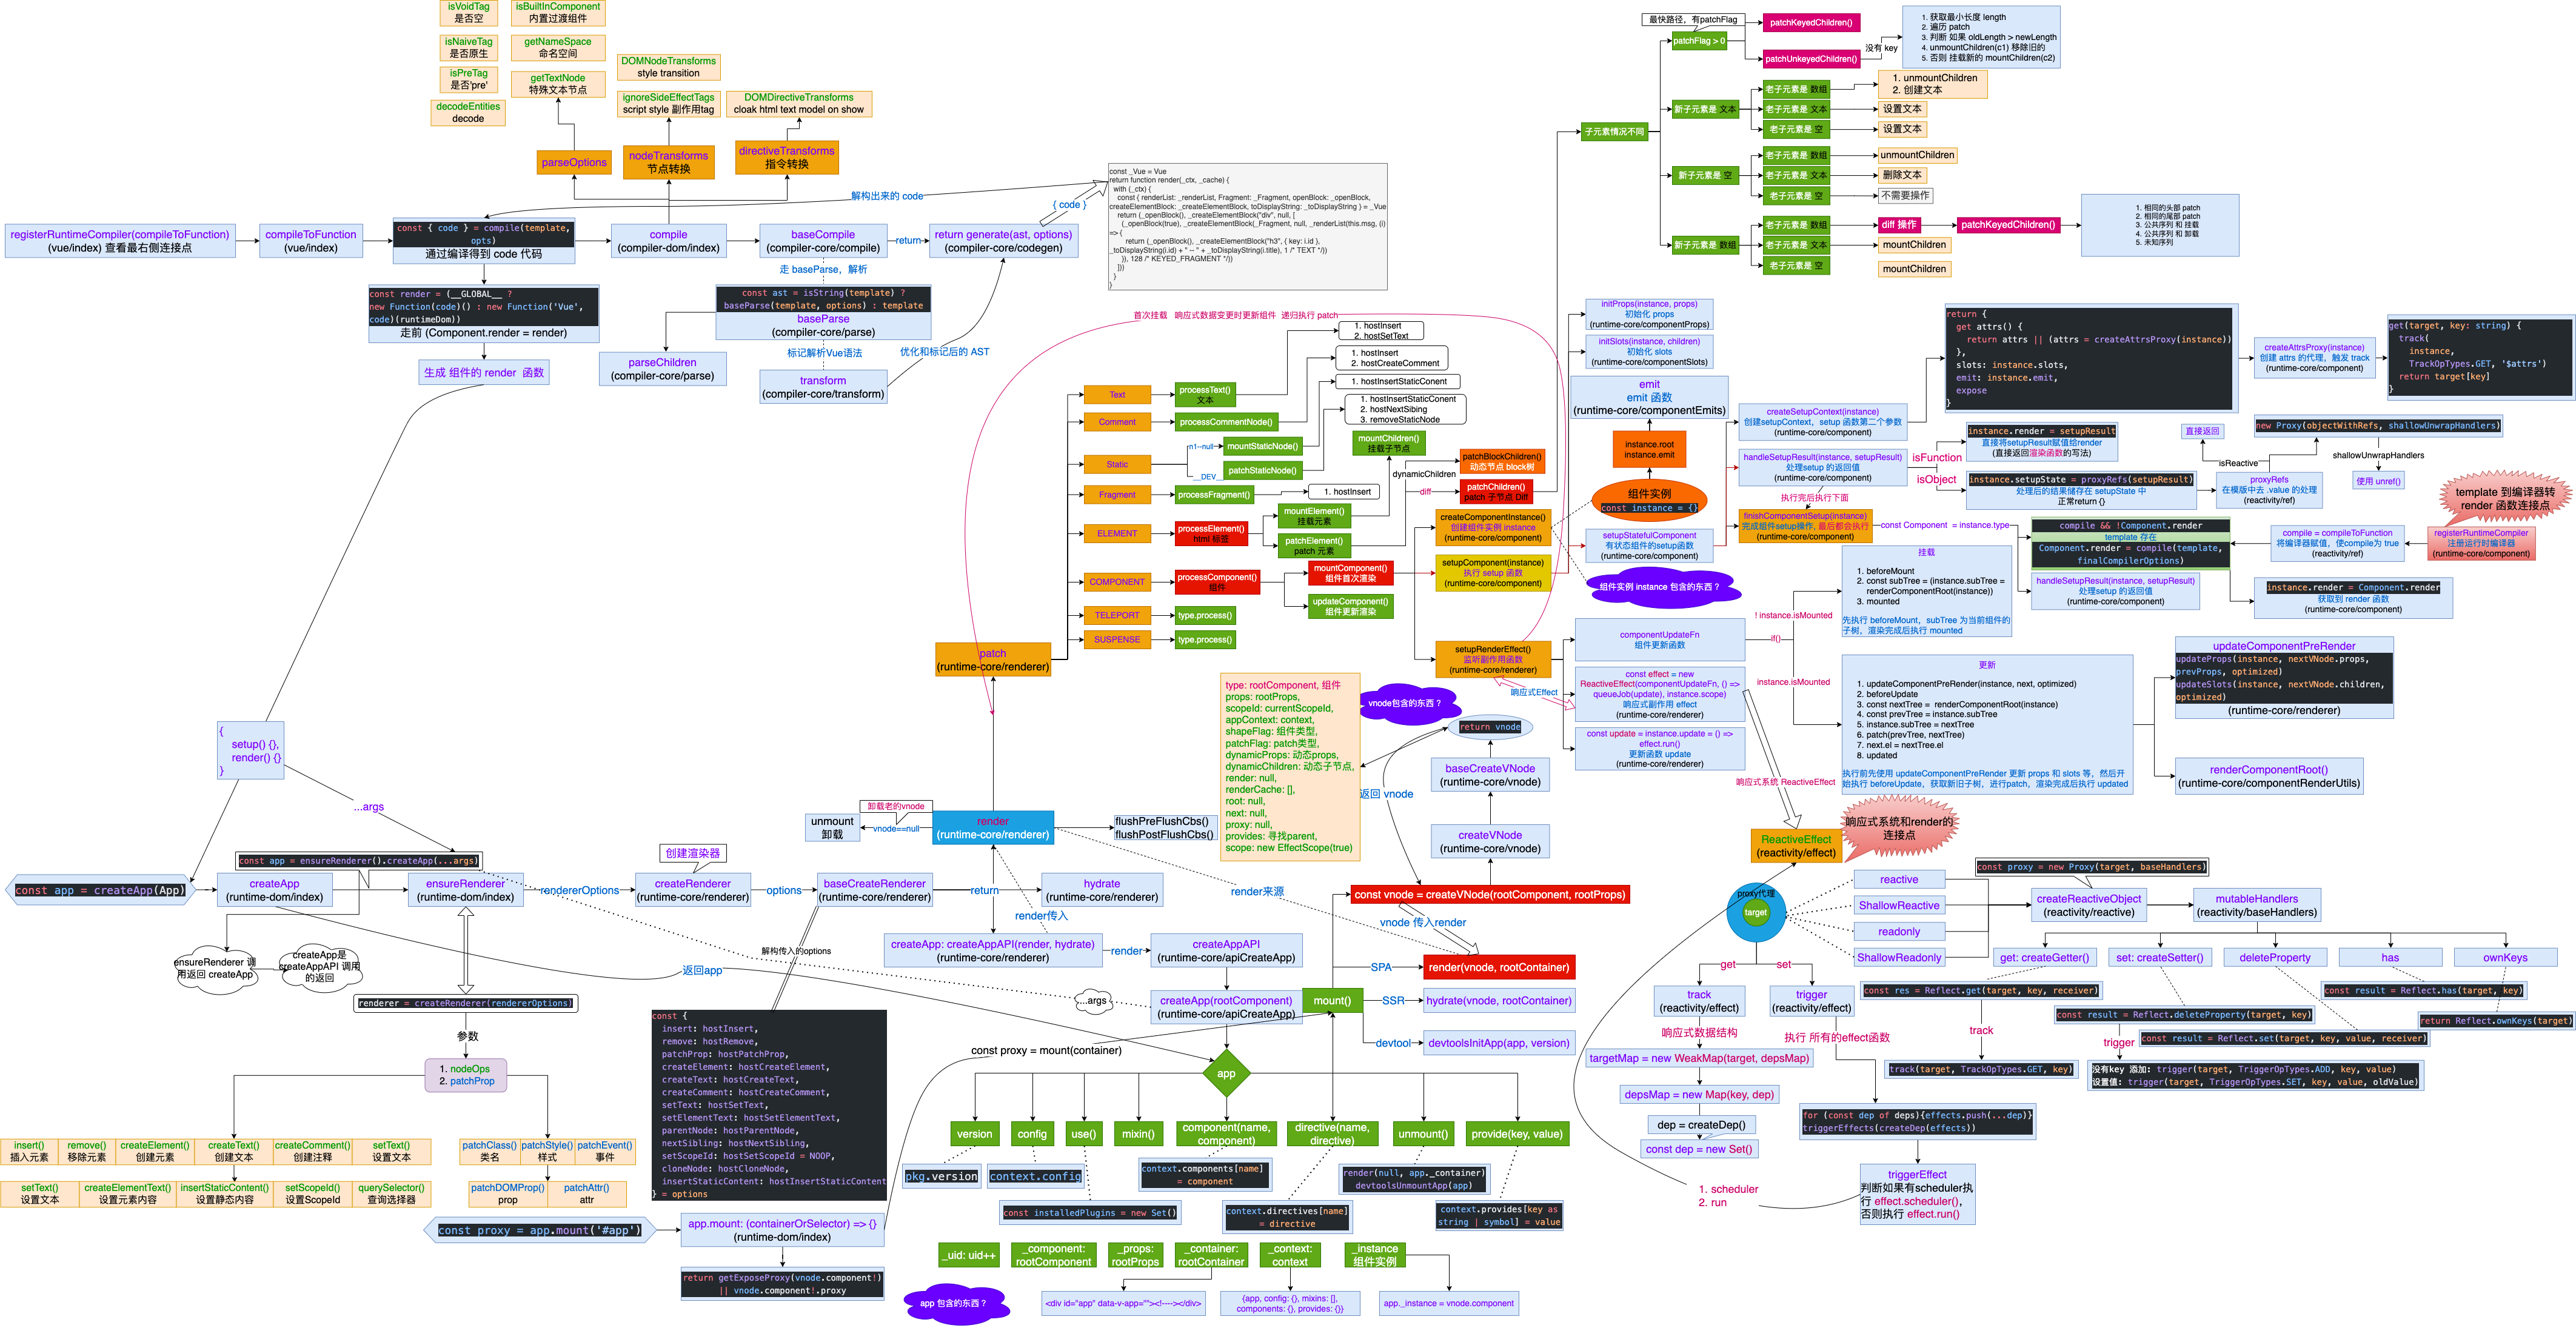 isVoidTag
是否空
isBuiltInComponent
内置过渡组件
isNaiveTag
是否原生
getNameSpace
命名空间
isPreTag
是否'pre'
getTextNode
特殊文本节点
decodeEntities
decode
DOMNodeTransforms
style transition
ignoreSideEffectTags
script style 副作用tag
DOMDirectiveTransforms
cloak html text model on show
parseOptions
nodeTransforms
节点转换
directiveTransforms
指令转换
解构出来的 code
{ code }
registerRuntimeCompiler(compileToFunction)
(vue/index) 查看最右侧连接点
compileToFunction
(vue/index)
const { code } = compile(template,
opts)
通过编译得到 code 代码
compile
(compiler-dom/index)
baseCompile
(compiler-core/compile)
return
return generate(ast, options)
(compiler-core/codegen)
const _Vue = Vue
return function render(_ctx, _cache) {
with (_ctx) {
const { renderList: _renderList, Fragment: _Fragment, openBlock: _openBlock,
createElementBlock: _createElementBlock, toDisplayString: _toDisplayString } = _Vue
return (_openBlock(), _createElementBlock("div", null, [
(_openBlock(true), _createElementBlock(_Fragment, null, _renderList(this.msg, (i)
=> {
return (_openBlock(), _createElementBlock("h3", { key: i.id },
_toDisplayString(i.id) + " -- " + _toDisplayString(i.title), 1 /* TEXT */))
}), 128 /* KEYED_FRAGMENT */))
]))
}
}
走 baseParse，解析
const ast = isString(template) ?
baseParse(template, options) : template
baseParse
(compiler-core/parse)
const render = (__GLOBAL__ ?
new Function(code)() : new Function('Vue',
code)(runtimeDom))
走前 (Component.render = render)
生成 组件的 render 函数
parseChildren
(compiler-core/parse)
标记解析Vue语法
transform
(compiler-core/transform)
优化和标记后的 AST
首次挂载 响应式数据变更时更新组件 递归执行 patch
最快路径，有patchFlag
patchFlag > 0
patchKeyedChildren()
patchUnkeyedChildren()
没有 key
1. 获取最小长度 length
2. 遍历 patch
3. 判断 如果 oldLength > newLength
4. unmountChildren(c1) 移除旧的
5. 否则 挂载新的 mountChildren(c2)
子元素情况不同
新子元素是 文本
老子元素是 数组
1. unmountChildren
2. 创建文本
老子元素是 文本
设置文本
老子元素是 空
设置文本
新子元素是 空
老子元素是 数组
unmountChildren
老子元素是 文本
删除文本
老子元素是 空
不需要操作
新子元素是 数组
老子元素是 数组
diff 操作
patchKeyedChildren()
老子元素是 文本
mountChildren
老子元素是 空
mountChildren
1. 相同的头部 patch
2. 相同的尾部 patch
3. 公共序列 和 挂载
4. 公共序列 和 卸载
5. 未知序列
Text
processText()
文本
1. hostInsert
2. hostSetText
Comment
processCommentNode()
1. hostInsert
2. hostCreateComment
Static
n1--null
mountStaticNode()
1. hostInsertStaticConent
__DEV__
patchStaticNode()
1. hostInsertStaticConent
2. hostNextSibing
3. removeStaticNode
Fragment
processFragment()
1. hostInsert
ELEMENT
processElement()
html 标签
mountElement()
挂载元素
mountChildren()
挂载子节点
patchElement()
patch 元素
dynamicChildren
patchBlockChildren()
动态节点 block树
diff
patchChildren()
patch 子节点 Diff
COMPONENT
processComponent()
组件
mountComponent()
组件首次渲染
updateComponent()
组件更新渲染
TELEPORT
type.process()
SUSPENSE
type.process()
patch
(runtime-core/renderer)
createComponentInstance()
创建组件实例 instance
(runtime-core/component)
setupComponent(instance)
执行 setup 函数
(runtime-core/component)
setupRenderEffect()
监听副作用函数
(runtime-core/renderer)
initProps(instance, props)
初始化 props
(runtime-core/componentProps)
initSlots(instance, children)
初始化 slots
(runtime-core/componentSlots)
emit
emit 函数
(runtime-core/componentEmits)
instance.root
instance.emit
组件实例
const instance = {}
setupStatefulComponent
有状态组件的setup函数
(runtime-core/component)
组件实例 instance 包含的东西？
createSetupContext(instance)
创建setupContext，setup 函数第二个参数
(runtime-core/component)
handleSetupResult(instance, setupResult)
处理setup 的返回值
(runtime-core/component)
执行完后执行下面
finishComponentSetup(instance)
完成组件setup操作, 最后都会执行
(runtime-core/component)
return {
get attrs() {
return attrs || (attrs = createAttrsProxy(instance))
},
slots: instance.slots,
emit: instance.emit,
expose
}
createAttrsProxy(instance)
创建 attrs 的代理，触发 track
(runtime-core/component)
get(target, key: string) {
track(
instance,
TrackOpTypes.GET, '$attrs')
return target[key]
}
isFunction
instance.render = setupResult
直接将setupResult赋值给render
(直接返回渲染函数的写法)
isObject
instance.setupState = proxyRefs(setupResult)
处理后的结果储存在 setupState 中
正常return {}
直接返回
isReactive
new Proxy(objectWithRefs, shallowUnwrapHandlers)
shallowUnwrapHandlers
proxyRefs
在模版中去 .value 的处理
(reactivity/ref)
使用 unref()
template 到编译器转
render 函数连接点
const Component = instance.type
compile && !Component.render
template 存在
Component.render = compile(template,
finalCompilerOptions)
compile = compileToFunction
将编译器赋值，使compile为 true
(reactivity/ref)
registerRuntimeCompiler
注册运行时编译器
(runtime-core/component)
handleSetupResult(instance, setupResult)
处理setup 的返回值
(runtime-core/component)
instance.render = Component.render
获取到 render 函数
(runtime-core/component)
componentUpdateFn
组件更新函数
! instance.isMounted
if()
instance.isMounted
挂载
1. beforeMount
2. const subTree = (instance.subTree =
renderComponentRoot(instance))
3. mounted
先执行 beforeMount，subTree 为当前组件的
子树，渲染完成后执行 mounted
更新
1. updateComponentPreRender(instance, next, optimized)
2. beforeUpdate
3. const nextTree = renderComponentRoot(instance)
4. const prevTree = instance.subTree
5. instance.subTree = nextTree
6. patch(prevTree, nextTree)
7. next.el = nextTree.el
8. updated
执行前先使用 updateComponentPreRender 更新 props 和 slots 等，然后开
始执行 beforeUpdate，获取新旧子树，进行patch，渲染完成后执行 updated
updateComponentPreRender
updateProps(instance, nextVNode.props,
prevProps, optimized)
updateSlots(instance, nextVNode.children,
optimized)
(runtime-core/renderer)
renderComponentRoot()
(runtime-core/componentRenderUtils)
响应式Effect
const effect = new
ReactiveEffect(componentUpdateFn, () =>
queueJob(update), instance.scope)
响应式副作用 effect
(runtime-core/renderer)
const update = instance.update = () =>
effect.run()
更新函数 update
(runtime-core/renderer)
响应式系统 ReactiveEffect
type: rootComponent, 组件
props: rootProps,
scopeId: currentScopeId,
appContext: context,
shapeFlag: 组件类型,
patchFlag: patch类型,
dynamicProps: 动态props,
dynamicChildren: 动态子节点,
render: null,
renderCache: [],
root: null,
next: null,
proxy: null,
provides: 寻找parent,
scope: new EffectScope(true)
vnode包含的东西？
return vnode
返回 vnode
baseCreateVNode
(runtime-core/vnode)
createVNode
(runtime-core/vnode)
{
setup() {},
render() {}
}
...args
卸载老的vnode
unmount
卸载
vnode==null
render
(runtime-core/renderer)
flushPreFlushCbs()
flushPostFlushCbs()
const app = ensureRenderer().createApp(...args)
创建渲染器
const app = createApp(App)
createApp
(runtime-dom/index)
ensureRenderer
(runtime-dom/index)
rendererOptions
createRenderer
(runtime-core/renderer)
options
baseCreateRenderer
(runtime-core/renderer)
return
hydrate
(runtime-core/renderer)
render传入
render来源
const vnode = createVNode(rootComponent, rootProps)
vnode 传入render
ensureRenderer 调
用返回 createApp
createApp是
createAppAPI 调用
的返回
解构传入的options
返回app
createApp: createAppAPI(render, hydrate)
(runtime-core/renderer)
render
createAppAPI
(runtime-core/apiCreateApp)
...args
createApp(rootComponent)
(runtime-core/apiCreateApp)
mount()
SPA
render(vnode, rootContainer)
SSR
hydrate(vnode, rootContainer)
devtool
devtoolsInitApp(app, version)
renderer = createRenderer(rendererOptions)
参数
1. nodeOps
2. patchProp
insert()
插入元素
remove()
移除元素
createElement()
创建元素
createText()
创建文本
createComment()
创建注释
setText()
设置文本
setText()
设置文本
createElementText()
设置元素内容
insertStaticContent()
设置静态内容
setScopeId()
设置ScopeId
querySelector()
查询选择器
patchClass()
类名
patchStyle()
样式
patchEvent()
事件
patchDOMProp()
prop
patchAttr()
attr
const {
insert: hostInsert,
remove: hostRemove,
patchProp: hostPatchProp,
createElement: hostCreateElement,
createText: hostCreateText,
createComment: hostCreateComment,
setText: hostSetText,
setElementText: hostSetElementText,
parentNode: hostParentNode,
nextSibling: hostNextSibling,
setScopeId: hostSetScopeId = NOOP,
cloneNode: hostCloneNode,
insertStaticContent: hostInsertStaticContent
} = options
const proxy = mount(container)
const proxy = app.mount('#app')
app.mount: (containerOrSelector) => {}
(runtime-dom/index)
return getExposeProxy(vnode.component!)
|| vnode.component!.proxy
app
version
config
use()
mixin()
component(name,
component)
directive(name,
directive)
unmount()
provide(key, value)
pkg.version
context.config
const installedPlugins = new Set()
context.components[name]
= component
context.directives[name]
= directive
render(null, app._container)
devtoolsUnmountApp(app)
context.provides[key as
string | symbol] = value
_uid: uid++
_component:
rootComponent
_props:
rootProps
_container:
rootContainer
_context:
context
_instance
组件实例
app 包含的东西？
<div id="app" data-v-app=""><!----></div>
{app, config: {}, mixins: [],
components: {}, provides: {}}
app._instance = vnode.component
ReactiveEffect
(reactivity/effect)
响应式系统和render的
连接点
proxy代理
target
get
set
track
(reactivity/effect)
trigger
(reactivity/effect)
响应式数据结构
targetMap = new WeakMap(target, depsMap)
depsMap = new Map(key, dep)
dep = createDep()
const dep = new Set()
执行 所有的effect函数
for (const dep of deps){effects.push(...dep)}
triggerEffects(createDep(effects))
triggerEffect
判断如果有scheduler执
行 effect.scheduler(),
否则执行 effect.run()
1. scheduler
2. run
reactive
ShallowReactive
readonly
ShallowReadonly
const proxy = new Proxy(target, baseHandlers)
createReactiveObject
(reactivity/reactive)
mutableHandlers
(reactivity/baseHandlers)
get: createGetter()
set: createSetter()
deleteProperty
has
ownKeys
const res = Reflect.get(target, key, receiver)
const result = Reflect.has(target, key)
const result = Reflect.deleteProperty(target, key)
return Reflect.ownKeys(target)
const result = Reflect.set(target, key, value, receiver)
track
trigger
track(target, TrackOpTypes.GET, key)
没有key 添加: trigger(target, TriggerOpTypes.ADD, key, value)
设置值: trigger(target, TriggerOpTypes.SET, key, value, oldValue)